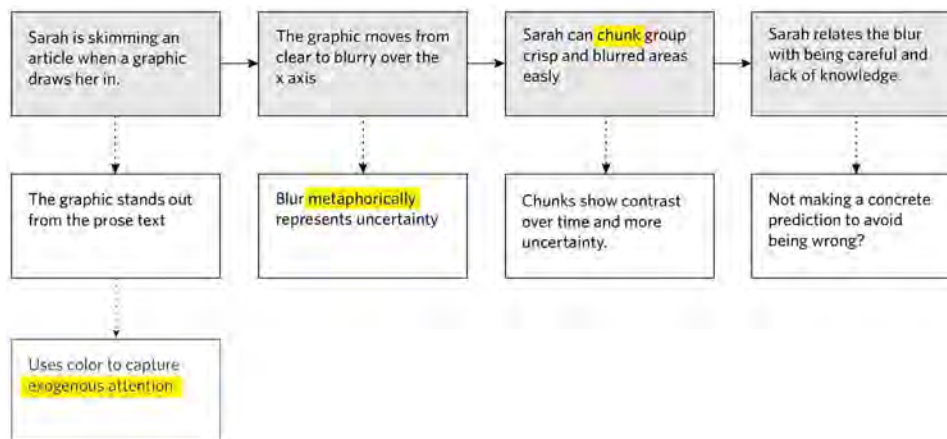 Sarah is skimming an
article when a graphic
draws her in.
The graphic moves from
clear to blurry over the
x axis
Sarah can chunk group
crisp and blurred areas
easly
Sarah relates the blur
with being careful and
lack of knowledge.
The graphic stands out
from the prose text
Blur metaphorically
represents uncertainty
Chunks show contrast
over time and more
uncertainty.
Not making a concrete
prediction to avoid
being wrong?
Uses color to capture
exogenous attention